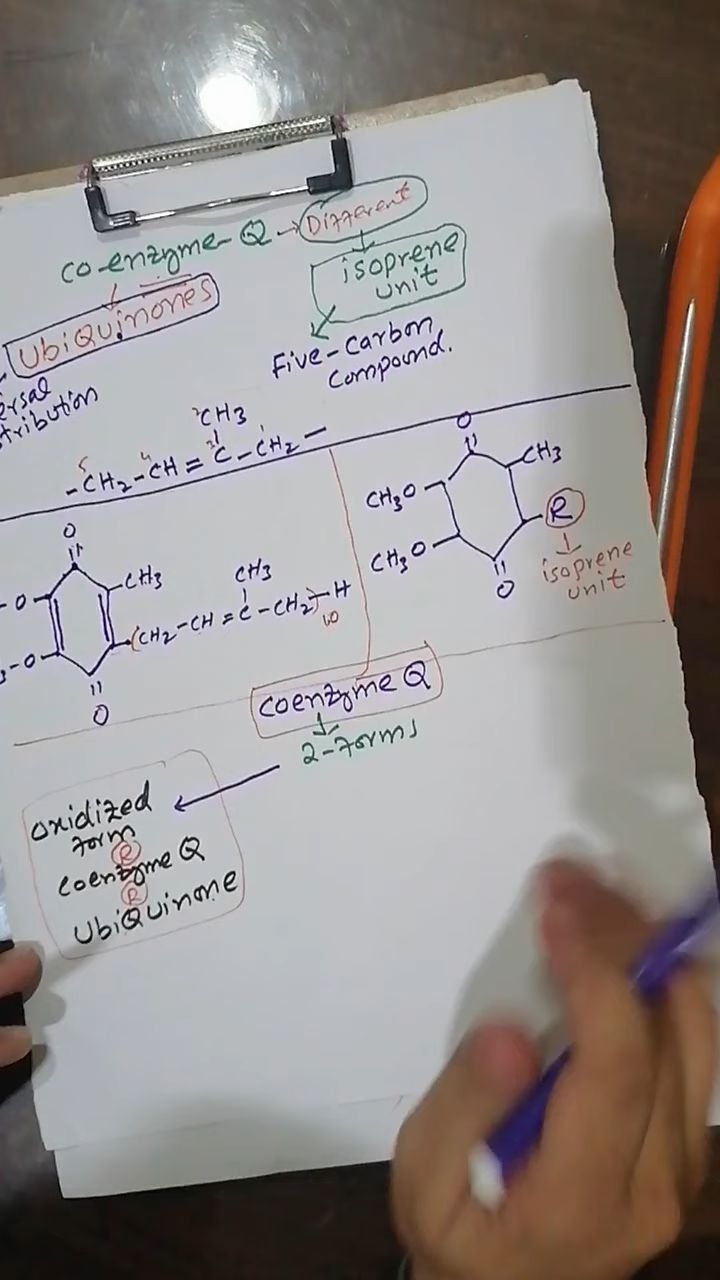 co-enzyme-Q → Different
isoprene
unit
UbiQuinones
Five-Carbon
Compound.
ersal
tribution
CH3
-CH2-CH=C-CH2-
O
CH3
CH3O
R
CH3O
O
isoprene
unit
O
CH3
-O
CH3
(CH2-CH=C-CH2)-H
10
-O
O
Coenzyme Q
2-forms
oxidized
form
R
coenzyme Q
R
UbiQuinone